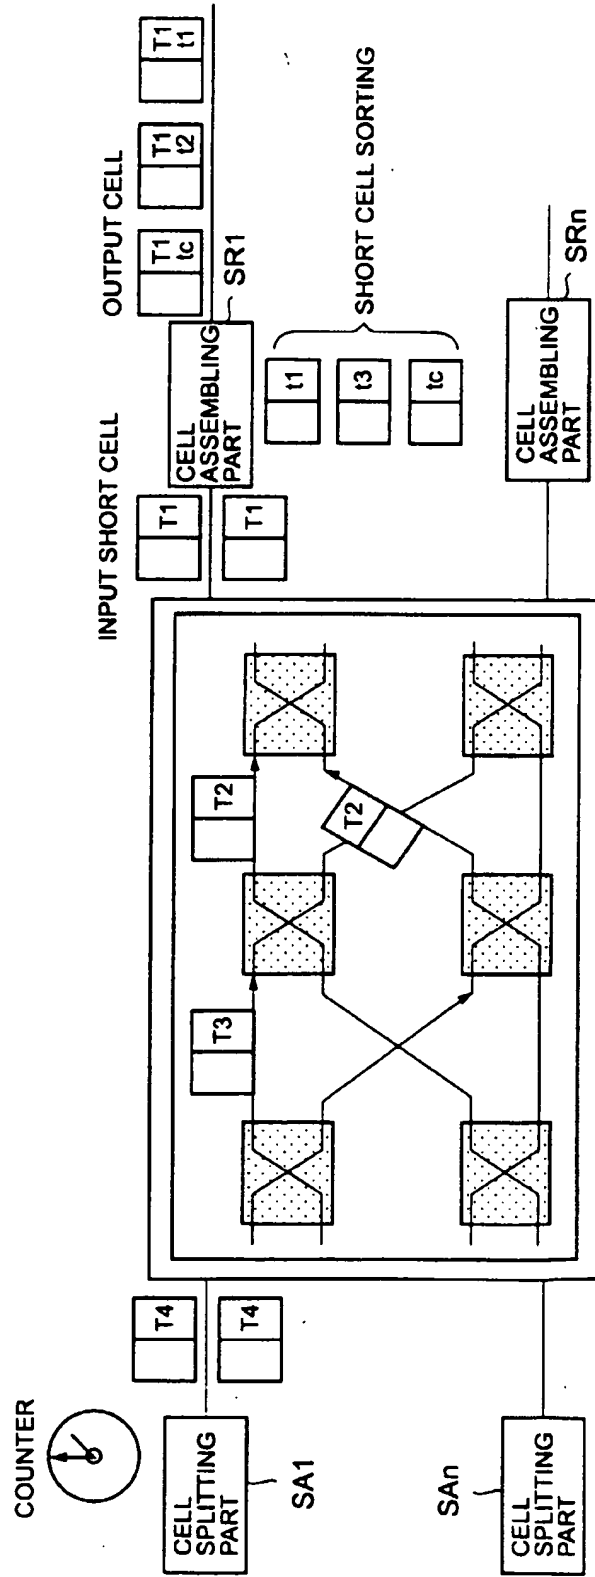 COUNTER
CELL
SPLITTING
PART
SA1
T4
T4
CELL
SPLITTING
PART
SAn
T3
T2
T2
INPUT SHORT CELL
T1
T1
CELL
ASSEMBLING
PART
SR1
OUTPUT CELL
T1
tc
T1
t2
T1
t1
t1
t3
tc
SHORT CELL SORTING
CELL
ASSEMBLING
PART
SRn